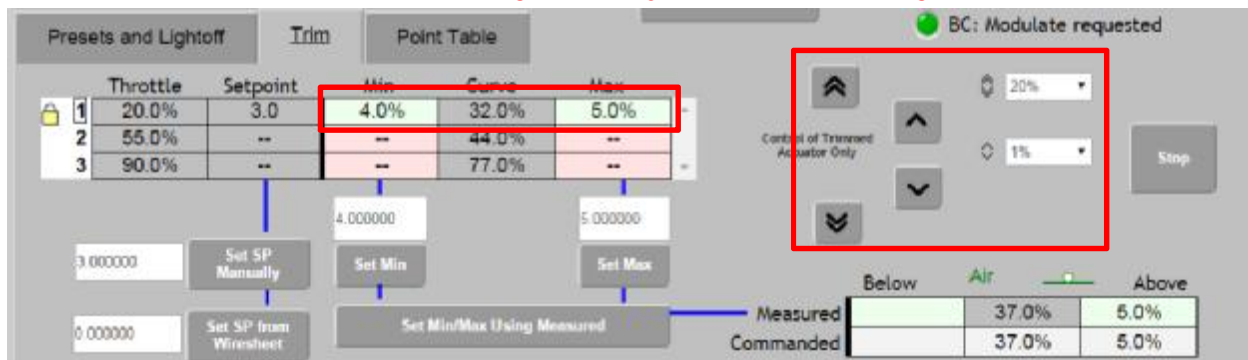 BC: Modulate requested
Presets and Lightoff Trim Point Table
Throttle Setpoint Min Curve Max
1 20.0% 3.0 4.0% 32.0% 5.0%
2 55.0% -- -- 44.0% --
3 90.0% -- -- 77.0% --
20%
Control of Trimmed
Actuator Only
1%
Stop
4.000000 5.000000
3.000000 Set SP
Manually Set Min Set Max
Below Air Above
Measured 37.0% 5.0%
0.000000 Set SP from
Wiresheet Set Min/Max Using Measured
Commanded 37.0% 5.0%